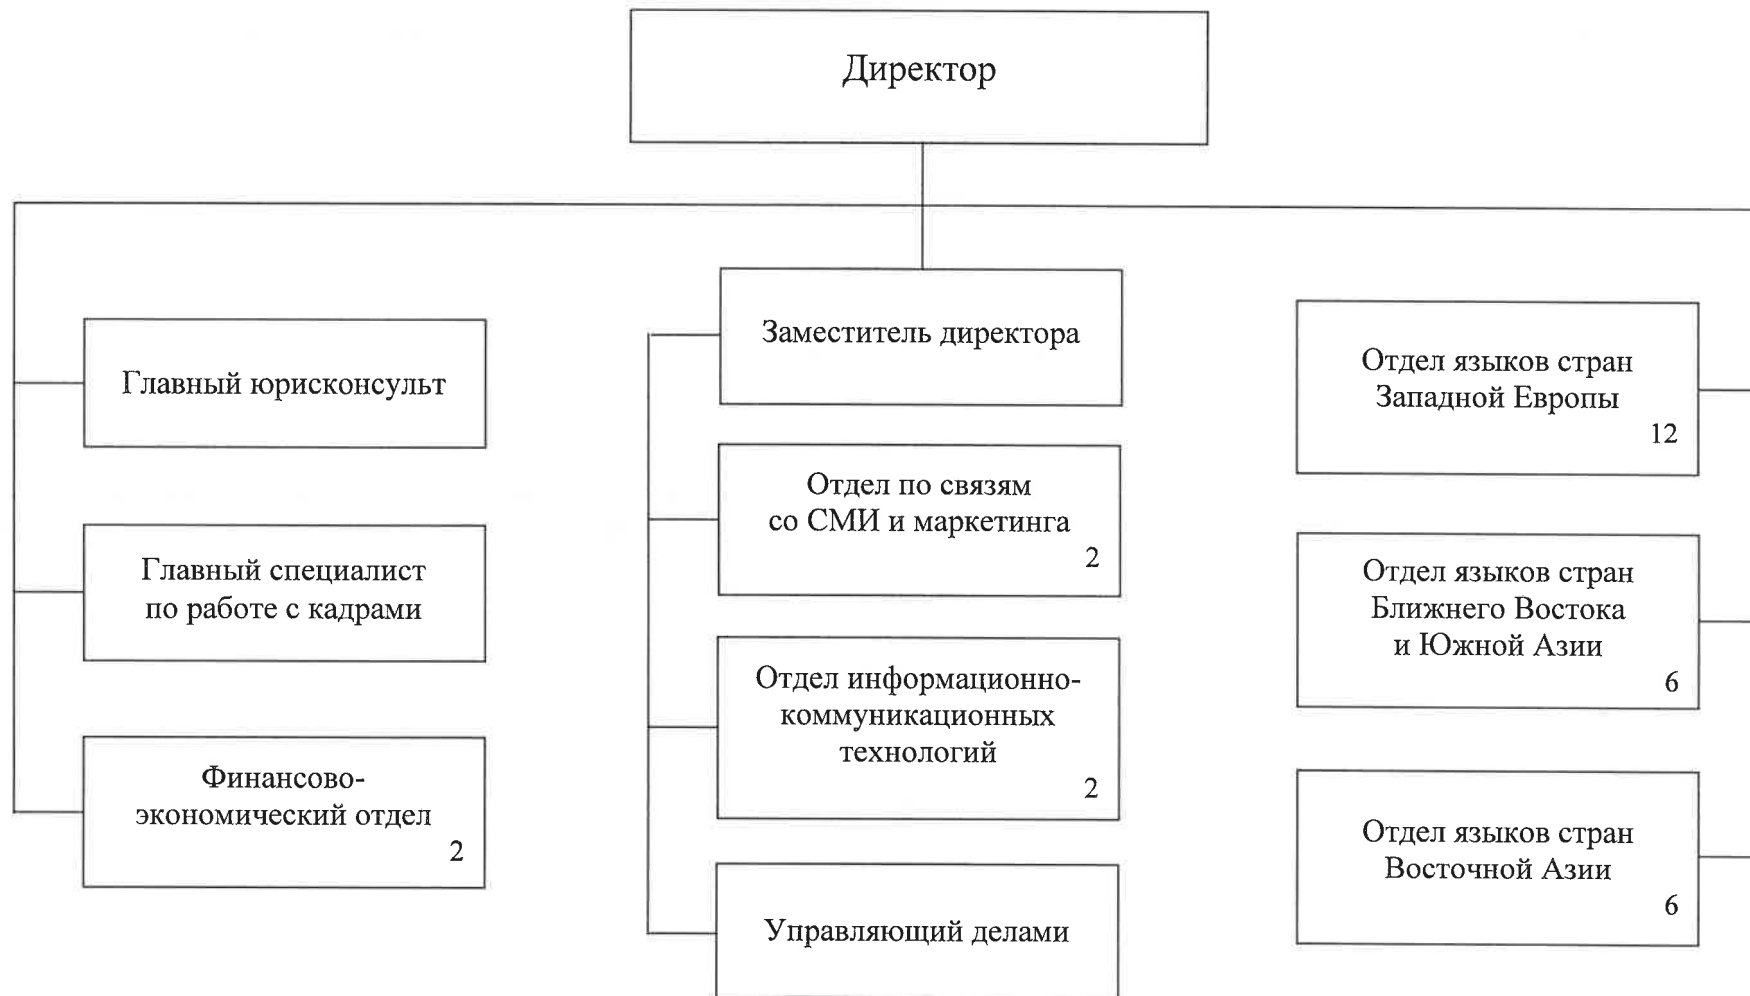 Директор
Главный юрисконсульт
Главный специалист
по работе с кадрами
Финансово-
экономический отдел
2
Заместитель директора
Отдел по связям
со СМИ и маркетинга
2
Отдел информационно-
коммуникационных
технологий
2
Управляющий делами
Отдел языков стран
Западной Европы
12
Отдел языков стран
Ближнего Востока
и Южной Азии
6
Отдел языков стран
Восточной Азии
6